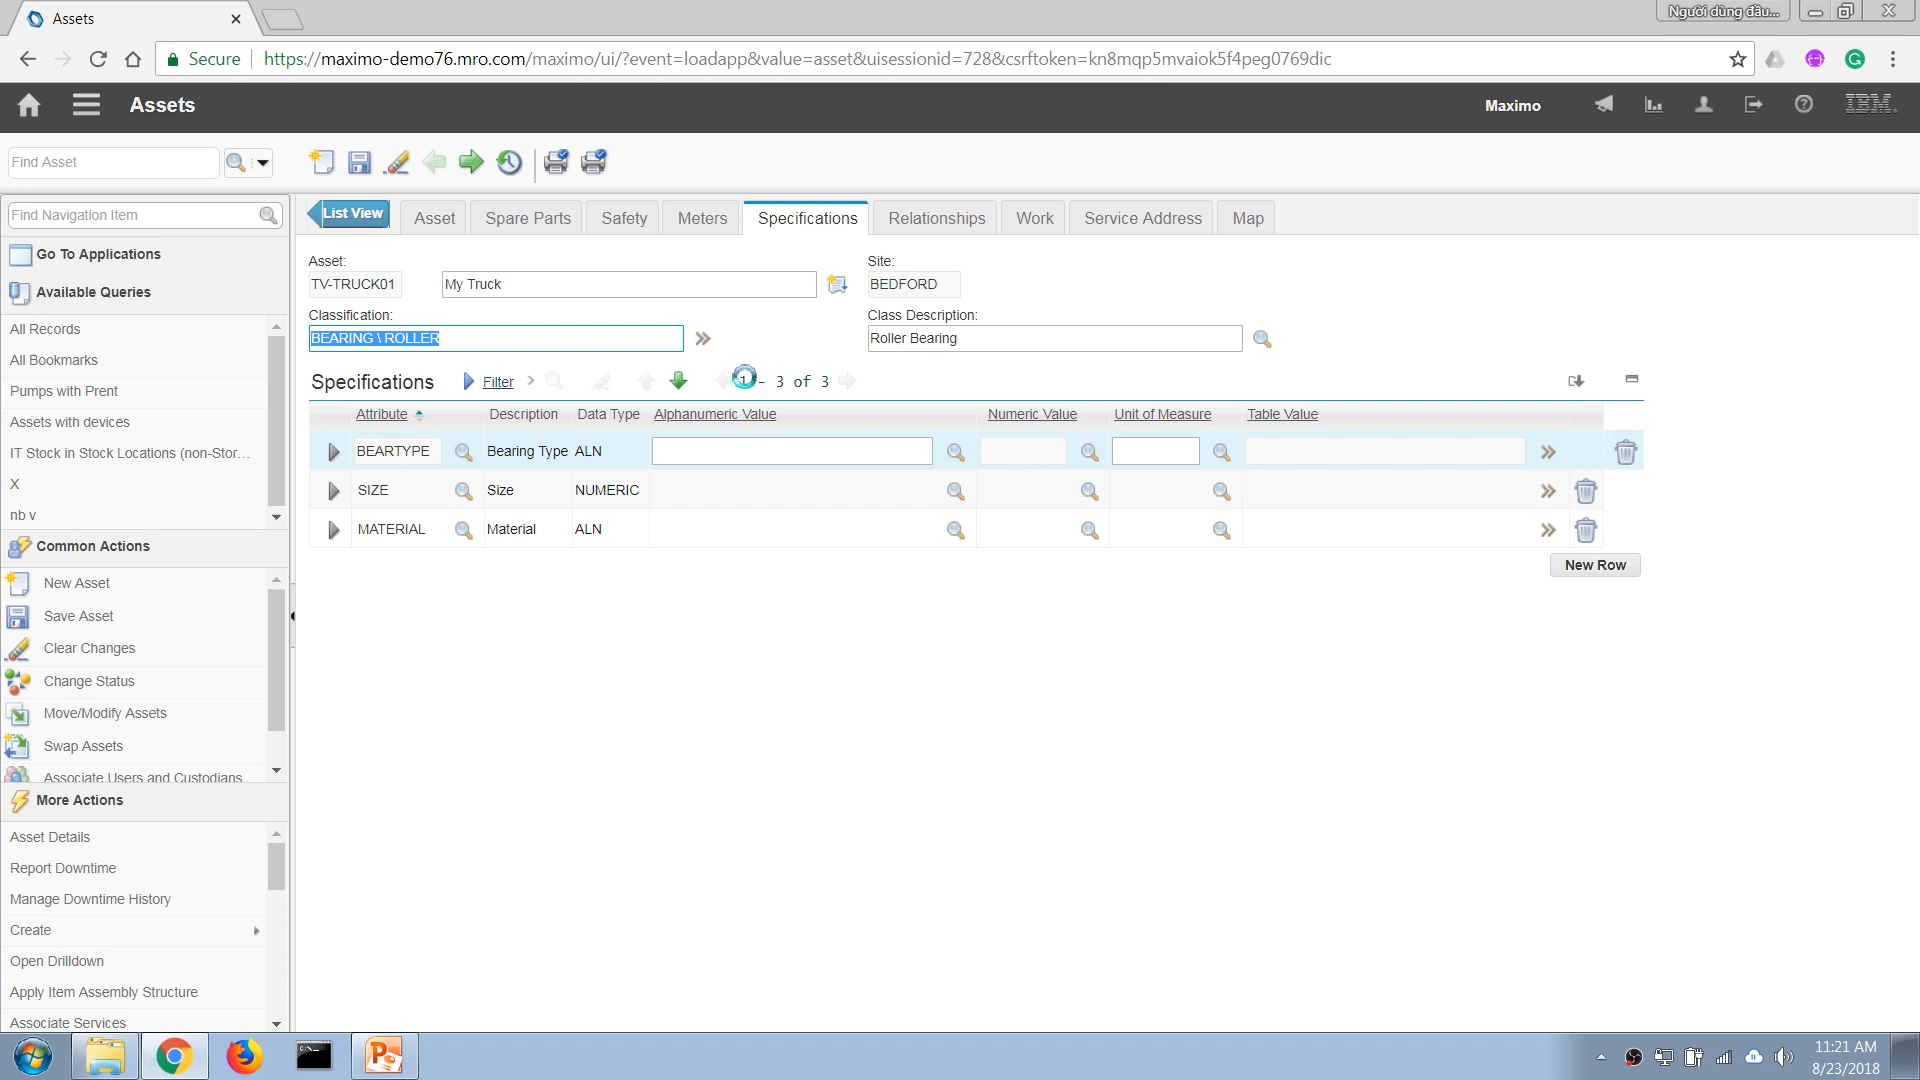 Assets
Người dùng đầu...
Secure
https://maximo-demo76.mro.com/maximo/ui/?event=loadapp&value=asset&uisessionid=728&csrftoken=kn8mqp5mvaiok5f4peg0769dic
Assets
Maximo
IBM.
Find Asset
Find Navigation Item
Go To Applications
Available Queries
All Records
All Bookmarks
Pumps with Prent
Assets with devices
IT Stock in Stock Locations (non-Stor...
X
nb v
Common Actions
New Asset
Save Asset
Clear Changes
Change Status
Move/Modify Assets
Swap Assets
Associate Users and Custodians
More Actions
Asset Details
Report Downtime
Manage Downtime History
Create
Open Drilldown
Apply Item Assembly Structure
Associate Services
List View
Asset
Spare Parts
Safety
Meters
Specifications
Relationships
Work
Service Address
Map
Asset:
TV-TRUCK01
My Truck
Site:
BEDFORD
Classification:
BEARING \ ROLLER
Class Description:
Roller Bearing
Specifications
Filter
1 - 3 of 3
Attribute Description Data Type Alphanumeric Value Numeric Value Unit of Measure Table Value
BEARTYPE Bearing Type ALN
SIZE Size NUMERIC
MATERIAL Material ALN
New Row
11:21 AM
8/23/2018